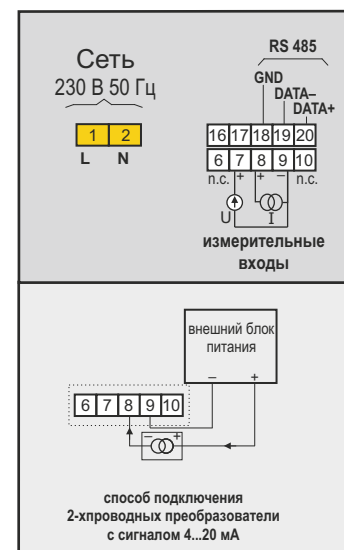 RS 485
Сеть
230 В 50 Гц
GND
DATA–
DATA+
1 2
L N
16 17 18 19 20
6 7 8 9 10
n.c. + + – n.c.
U I
измерительные
входы
внешний блок
питания
– +
6 7 8 9 10
– +
способ подключения
2-хпроводных преобразователи
с сигналом 4...20 мА